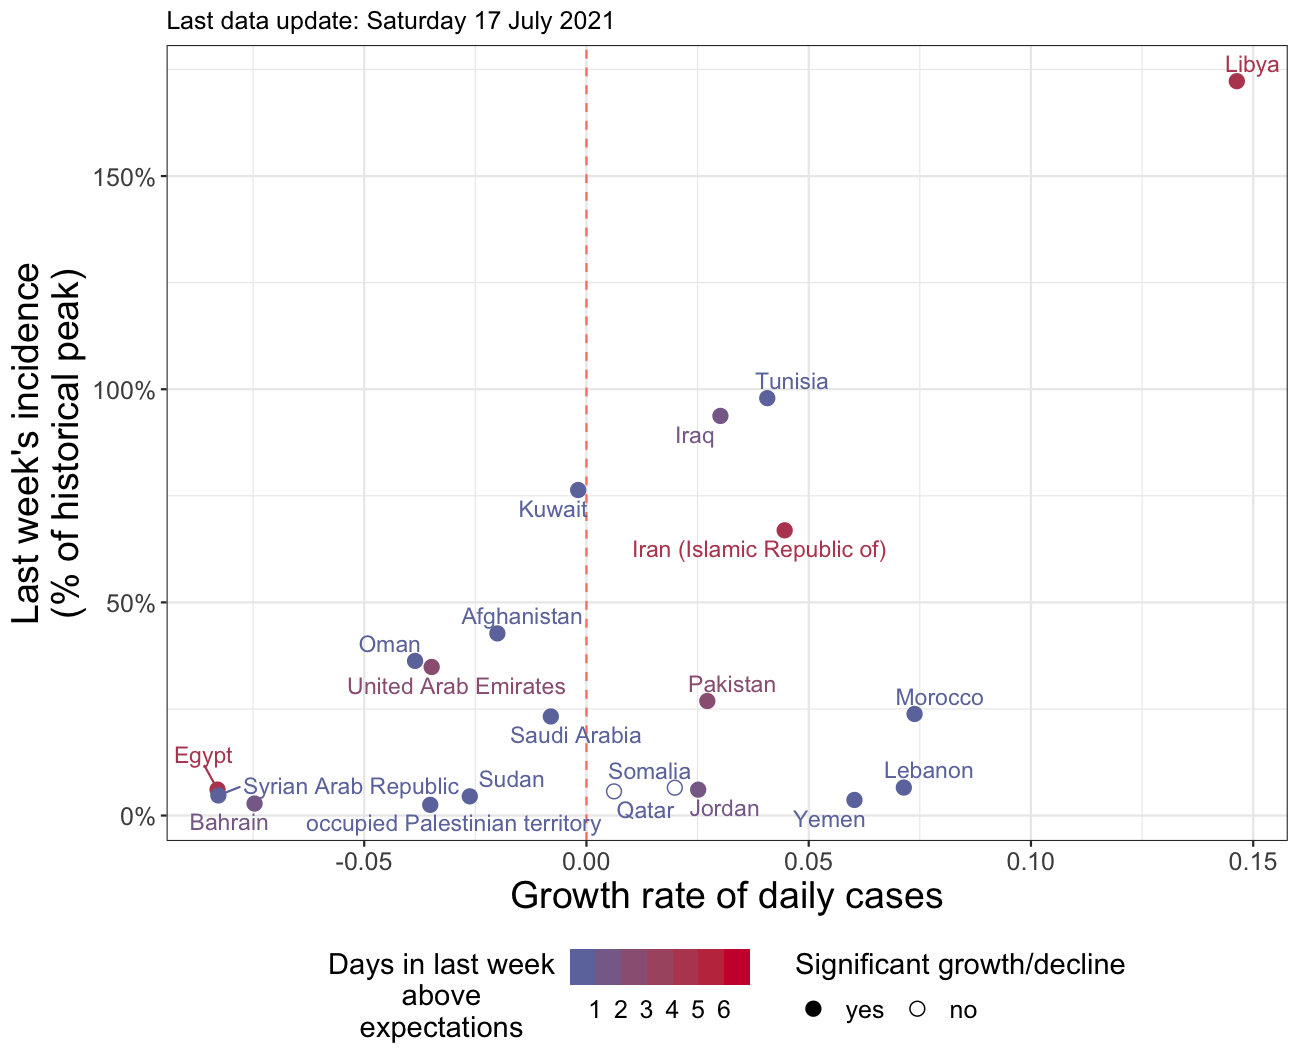 Last data update: Saturday 17 July 2021
Last week's incidence
(% of historical peak)
150%
100%
50%
0%
Libya
Tunisia
Iraq
Kuwait
Iran (Islamic Republic of)
Afghanistan
Oman
United Arab Emirates
Pakistan
Morocco
Saudi Arabia
Egypt
Syrian Arab Republic
Sudan
Somalia
Lebanon
Bahrain
occupied Palestinian territory
Qatar
Jordan
Yemen
-0.05
0.00
0.05
0.10
0.15
Growth rate of daily cases
Days in last week
above
expectations
1 2 3 4 5 6
Significant growth/decline
yes
no